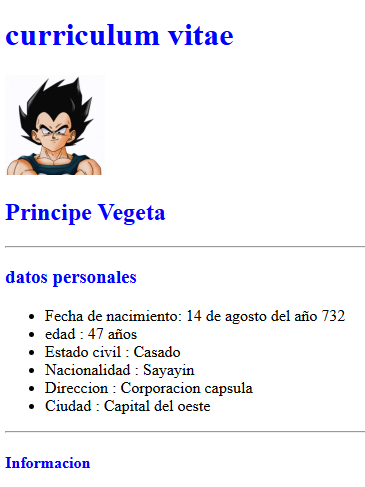 curriculum vitae
Principe Vegeta
datos personales
Fecha de nacimiento: 14 de agosto del año 732
edad : 47 años
Estado civil : Casado
Nacionalidad : Sayayin
Direccion : Corporacion capsula
Ciudad : Capital del oeste
Informacion